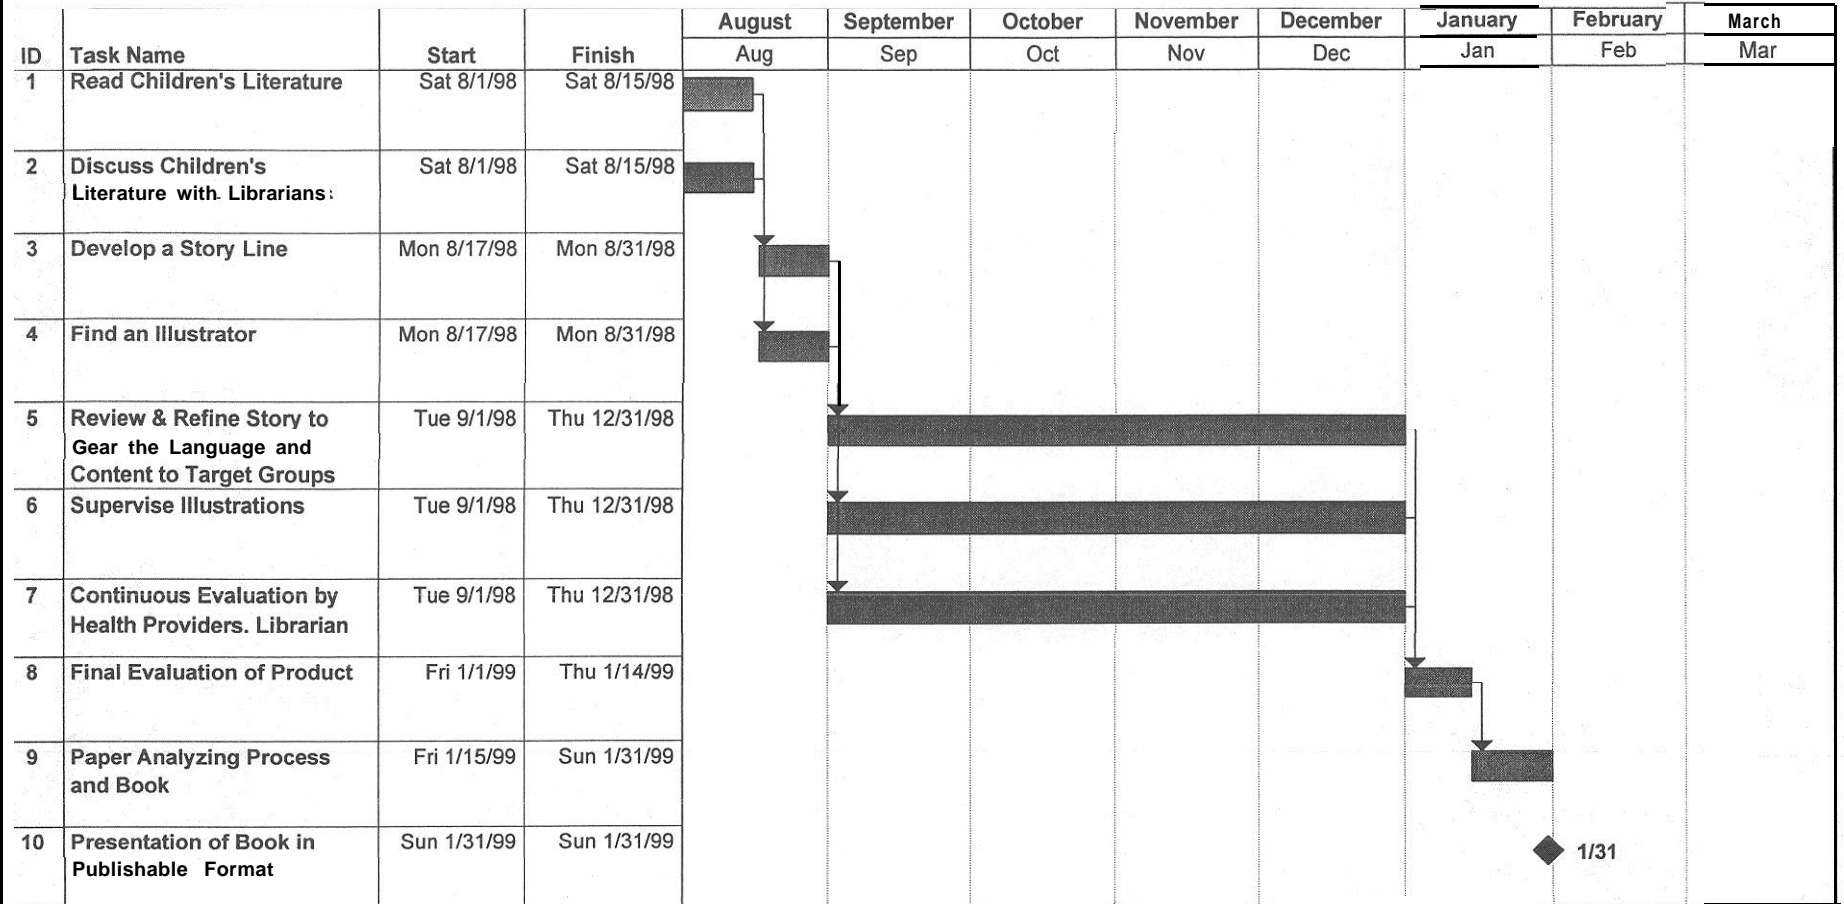 August September October November December January February March
ID Task Name Start Finish Aug Sep Oct Nov Dec Jan Feb Mar
1 Read Children's Literature Sat 8/1/98 Sat 8/15/98
2 Discuss Children's Sat 8/1/98 Sat 8/15/98
Literature with Librarians
3 Develop a Story Line Mon 8/17/98 Mon 8/31/98
4 Find an Illustrator Mon 8/17/98 Mon 8/31/98
5 Review & Refine Story to Tue 9/1/98 Thu 12/31/98
Gear the Language and
Content to Target Groups
6 Supervise Illustrations Tue 9/1/98 Thu 12/31/98
7 Continuous Evaluation by Tue 9/1/98 Thu 12/31/98
Health Providers. Librarian
8 Final Evaluation of Product Fri 1/1/99 Thu 1/14/99
9 Paper Analyzing Process Fri 1/15/99 Sun 1/31/99
and Book
10 Presentation of Book in Sun 1/31/99 Sun 1/31/99
Publishable Format
1/31